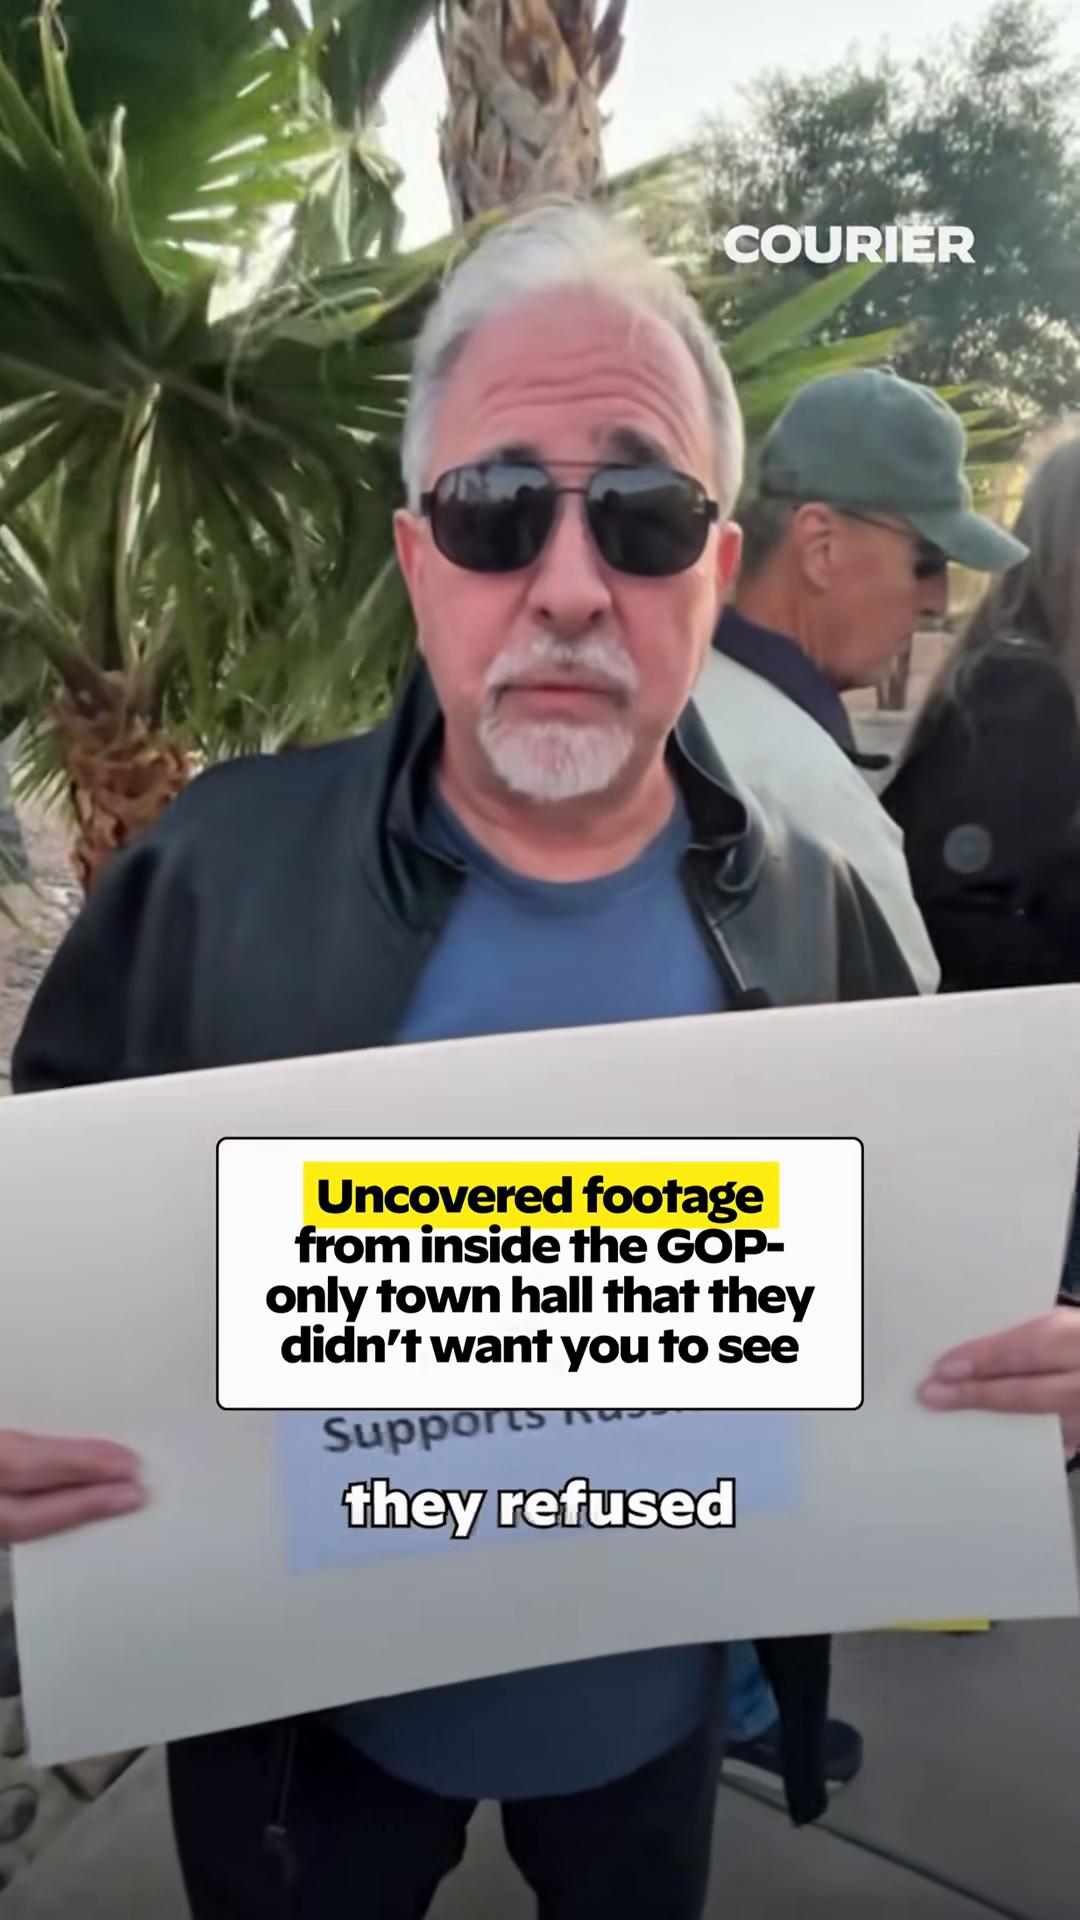 COURIER
Uncovered footage
from inside the GOP-
only town hall that they
didn't want you to see
Supports
they refused